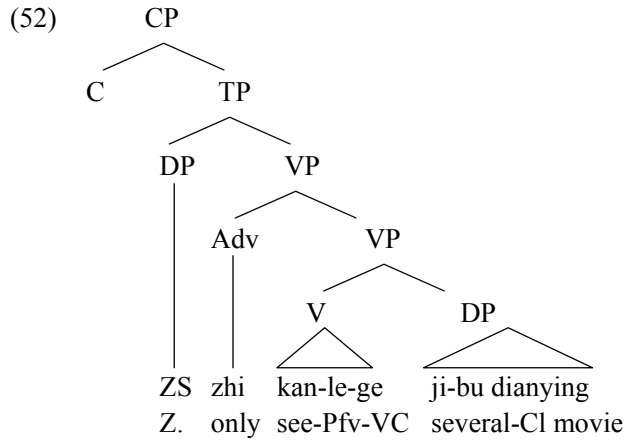 (52) CP
C TP
DP VP
Adv VP
V DP
ZS zhi kan-le-ge ji-bu dianying
Z. only see-Pfv-VC several-Cl movie